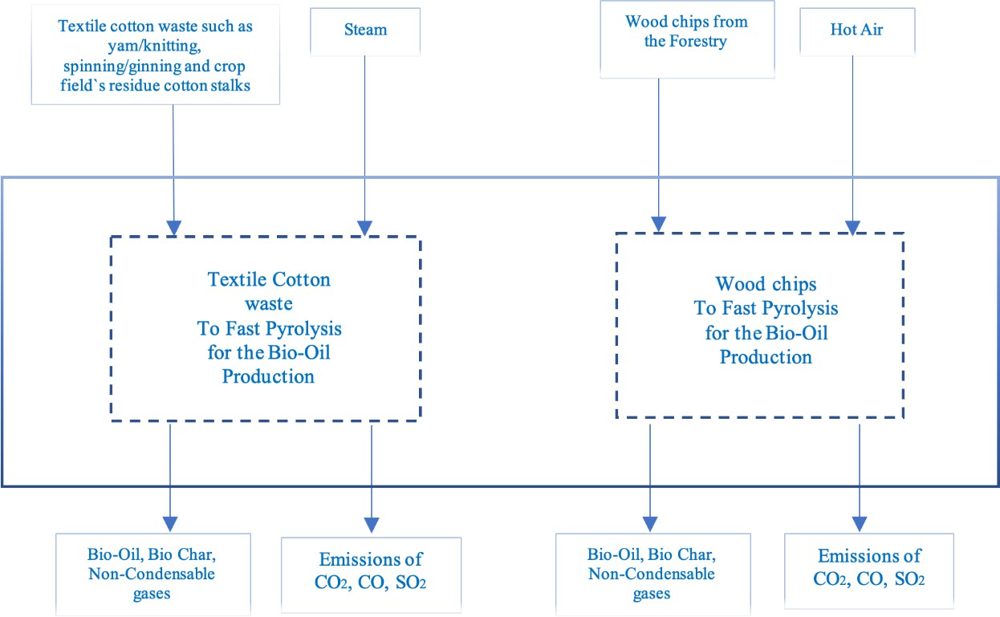 Textile cotton waste such as
yam/knitting,
spinning/ginning and crop
field`s residue cotton stalks
Steam
Wood chips from
the Forestry
Hot Air
Textile Cotton
waste
To Fast Pyrolysis
for the Bio-Oil
Production
Wood chips
To Fast Pyrolysis
for the Bio-Oil
Production
Bio-Oil, Bio Char,
Non-Condensable
gases
Emissions of
CO2, CO, SO2
Bio-Oil, Bio Char,
Non-Condensable
gases
Emissions of
CO2, CO, SO2